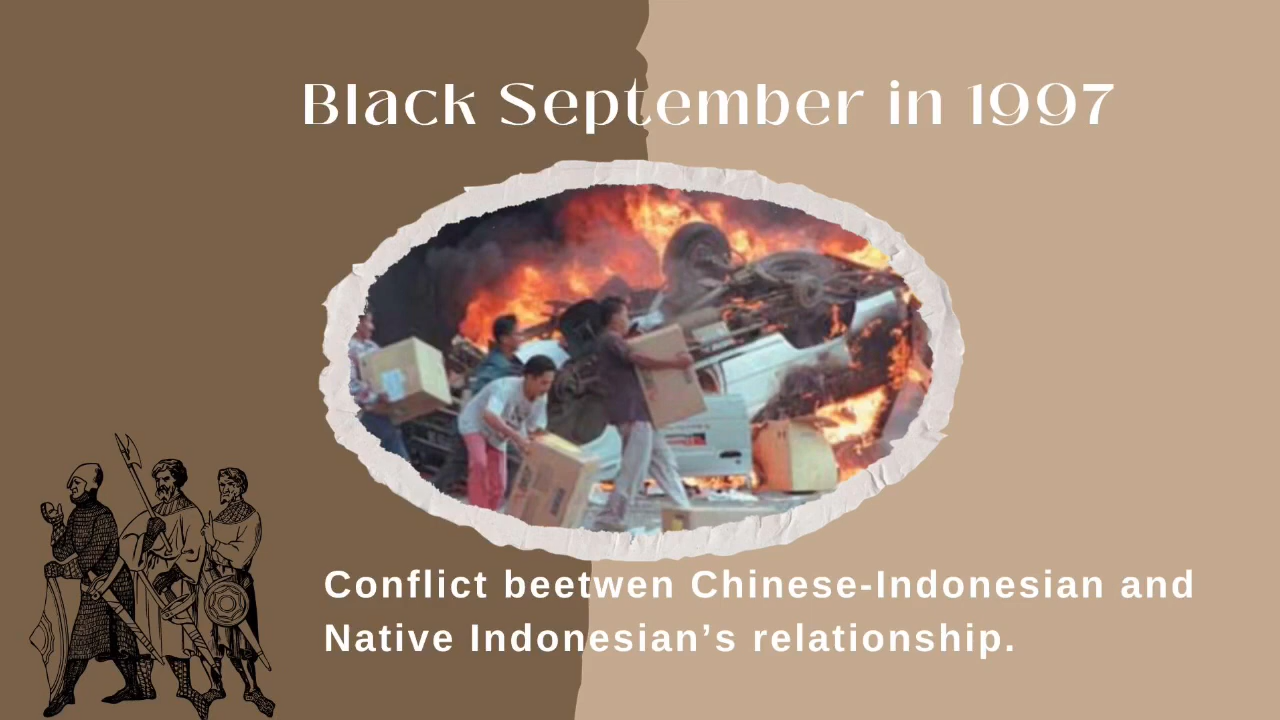 Black September in 1997
Conflict beetwen Chinese-Indonesian and
Native Indonesian’s relationship.